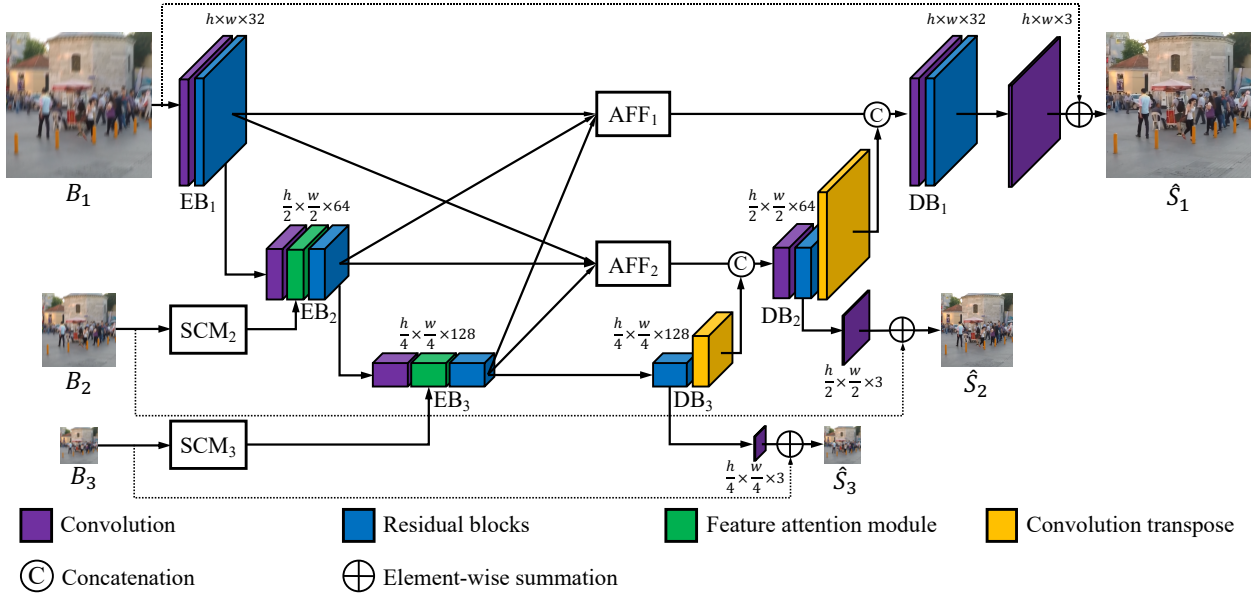 h×w×32
h×w×32
h×w×3
B₁
EB₁
AFF₁
C
DB₁
Ŝ₁
h/2 × w/2 ×64
h/2 × w/2 ×64
EB₂
AFF₂
C
DB₂
B₂
SCM₂
h/4 × w/4 ×128
h/4 × w/4 ×128
h/2 × w/2 ×3
Ŝ₂
EB₃
DB₃
B₃
SCM₃
h/4 × w/4 ×3
Ŝ₃
Convolution
Residual blocks
Feature attention module
Convolution transpose
C Concatenation
Element-wise summation